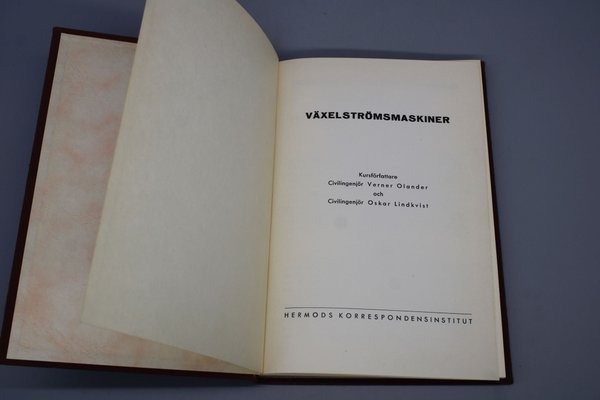 VÄXELSTRÖMSMASKINER
Kursförfattare
Civilingenjör Verner Olander
och
Civilingenjör Oskar Lindkvist
HERMODS KORRESPONDENSINSTITUT